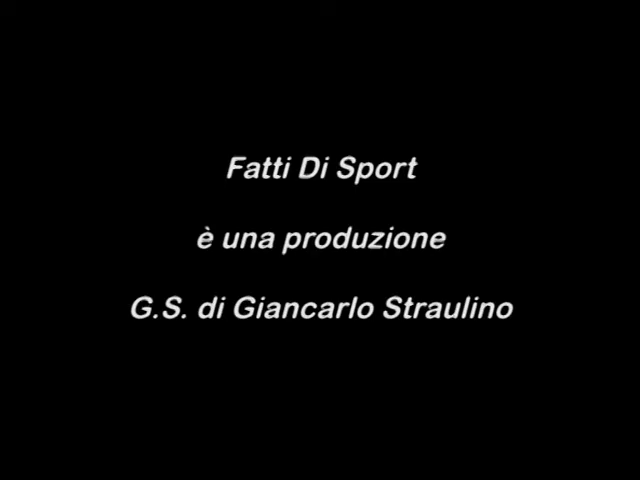 Fatti Di Sport
è una produzione
G.S. di Giancarlo Straulino